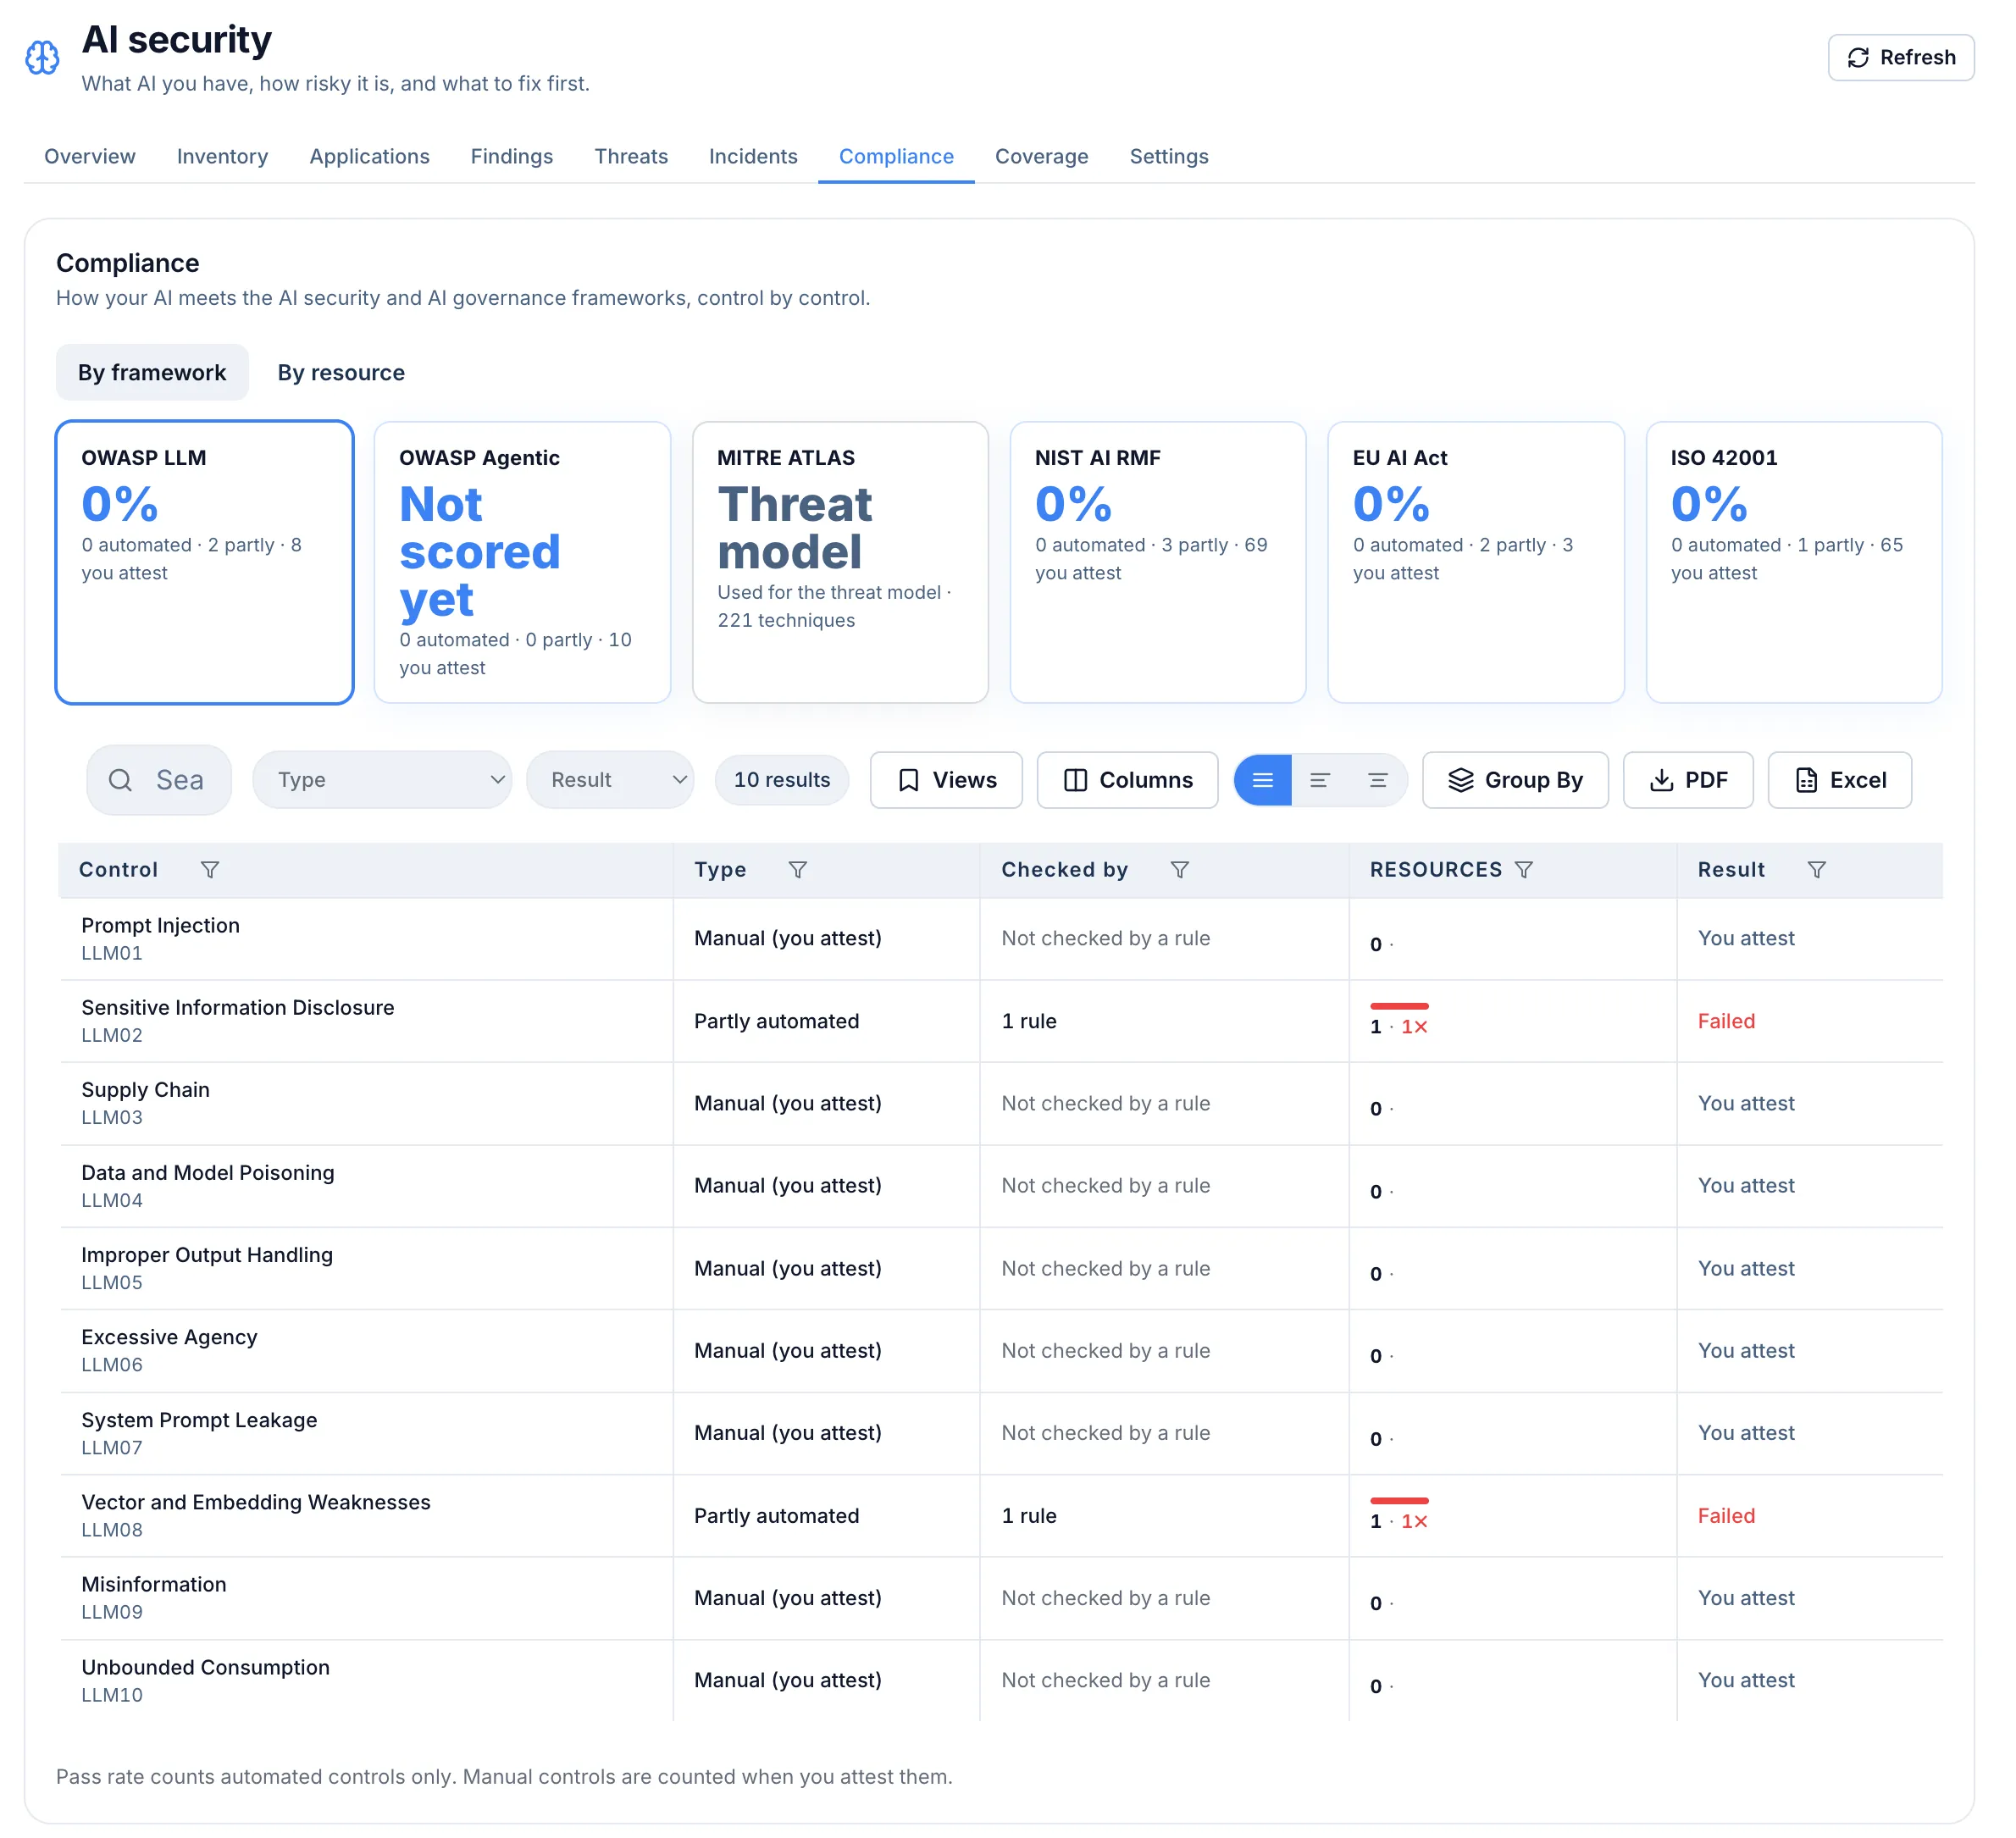 AI security
What AI you have, how risky it is, and what to fix first.
Refresh
Overview Inventory Applications Findings Threats Incidents Compliance Coverage Settings
Compliance
How your AI meets the AI security and AI governance frameworks, control by control.
By framework By resource
OWASP LLM
0%
0 automated · 2 partly · 8
you attest
OWASP Agentic
Not
scored
yet
0 automated · 0 partly · 10
you attest
MITRE ATLAS
Threat
model
Used for the threat model ·
221 techniques
NIST AI RMF
0%
0 automated · 3 partly · 69
you attest
EU AI Act
0%
0 automated · 2 partly · 3
you attest
ISO 42001
0%
0 automated · 1 partly · 65
you attest
Sea Type Result 10 results Views Columns Group By PDF Excel
Control Type Checked by RESOURCES Result
Prompt Injection
LLM01
Manual (you attest) Not checked by a rule 0 · You attest
Sensitive Information Disclosure
LLM02
Partly automated 1 rule 1 · 1× Failed
Supply Chain
LLM03
Manual (you attest) Not checked by a rule 0 · You attest
Data and Model Poisoning
LLM04
Manual (you attest) Not checked by a rule 0 · You attest
Improper Output Handling
LLM05
Manual (you attest) Not checked by a rule 0 · You attest
Excessive Agency
LLM06
Manual (you attest) Not checked by a rule 0 · You attest
System Prompt Leakage
LLM07
Manual (you attest) Not checked by a rule 0 · You attest
Vector and Embedding Weaknesses
LLM08
Partly automated 1 rule 1 · 1× Failed
Misinformation
LLM09
Manual (you attest) Not checked by a rule 0 · You attest
Unbounded Consumption
LLM10
Manual (you attest) Not checked by a rule 0 · You attest
Pass rate counts automated controls only. Manual controls are counted when you attest them.